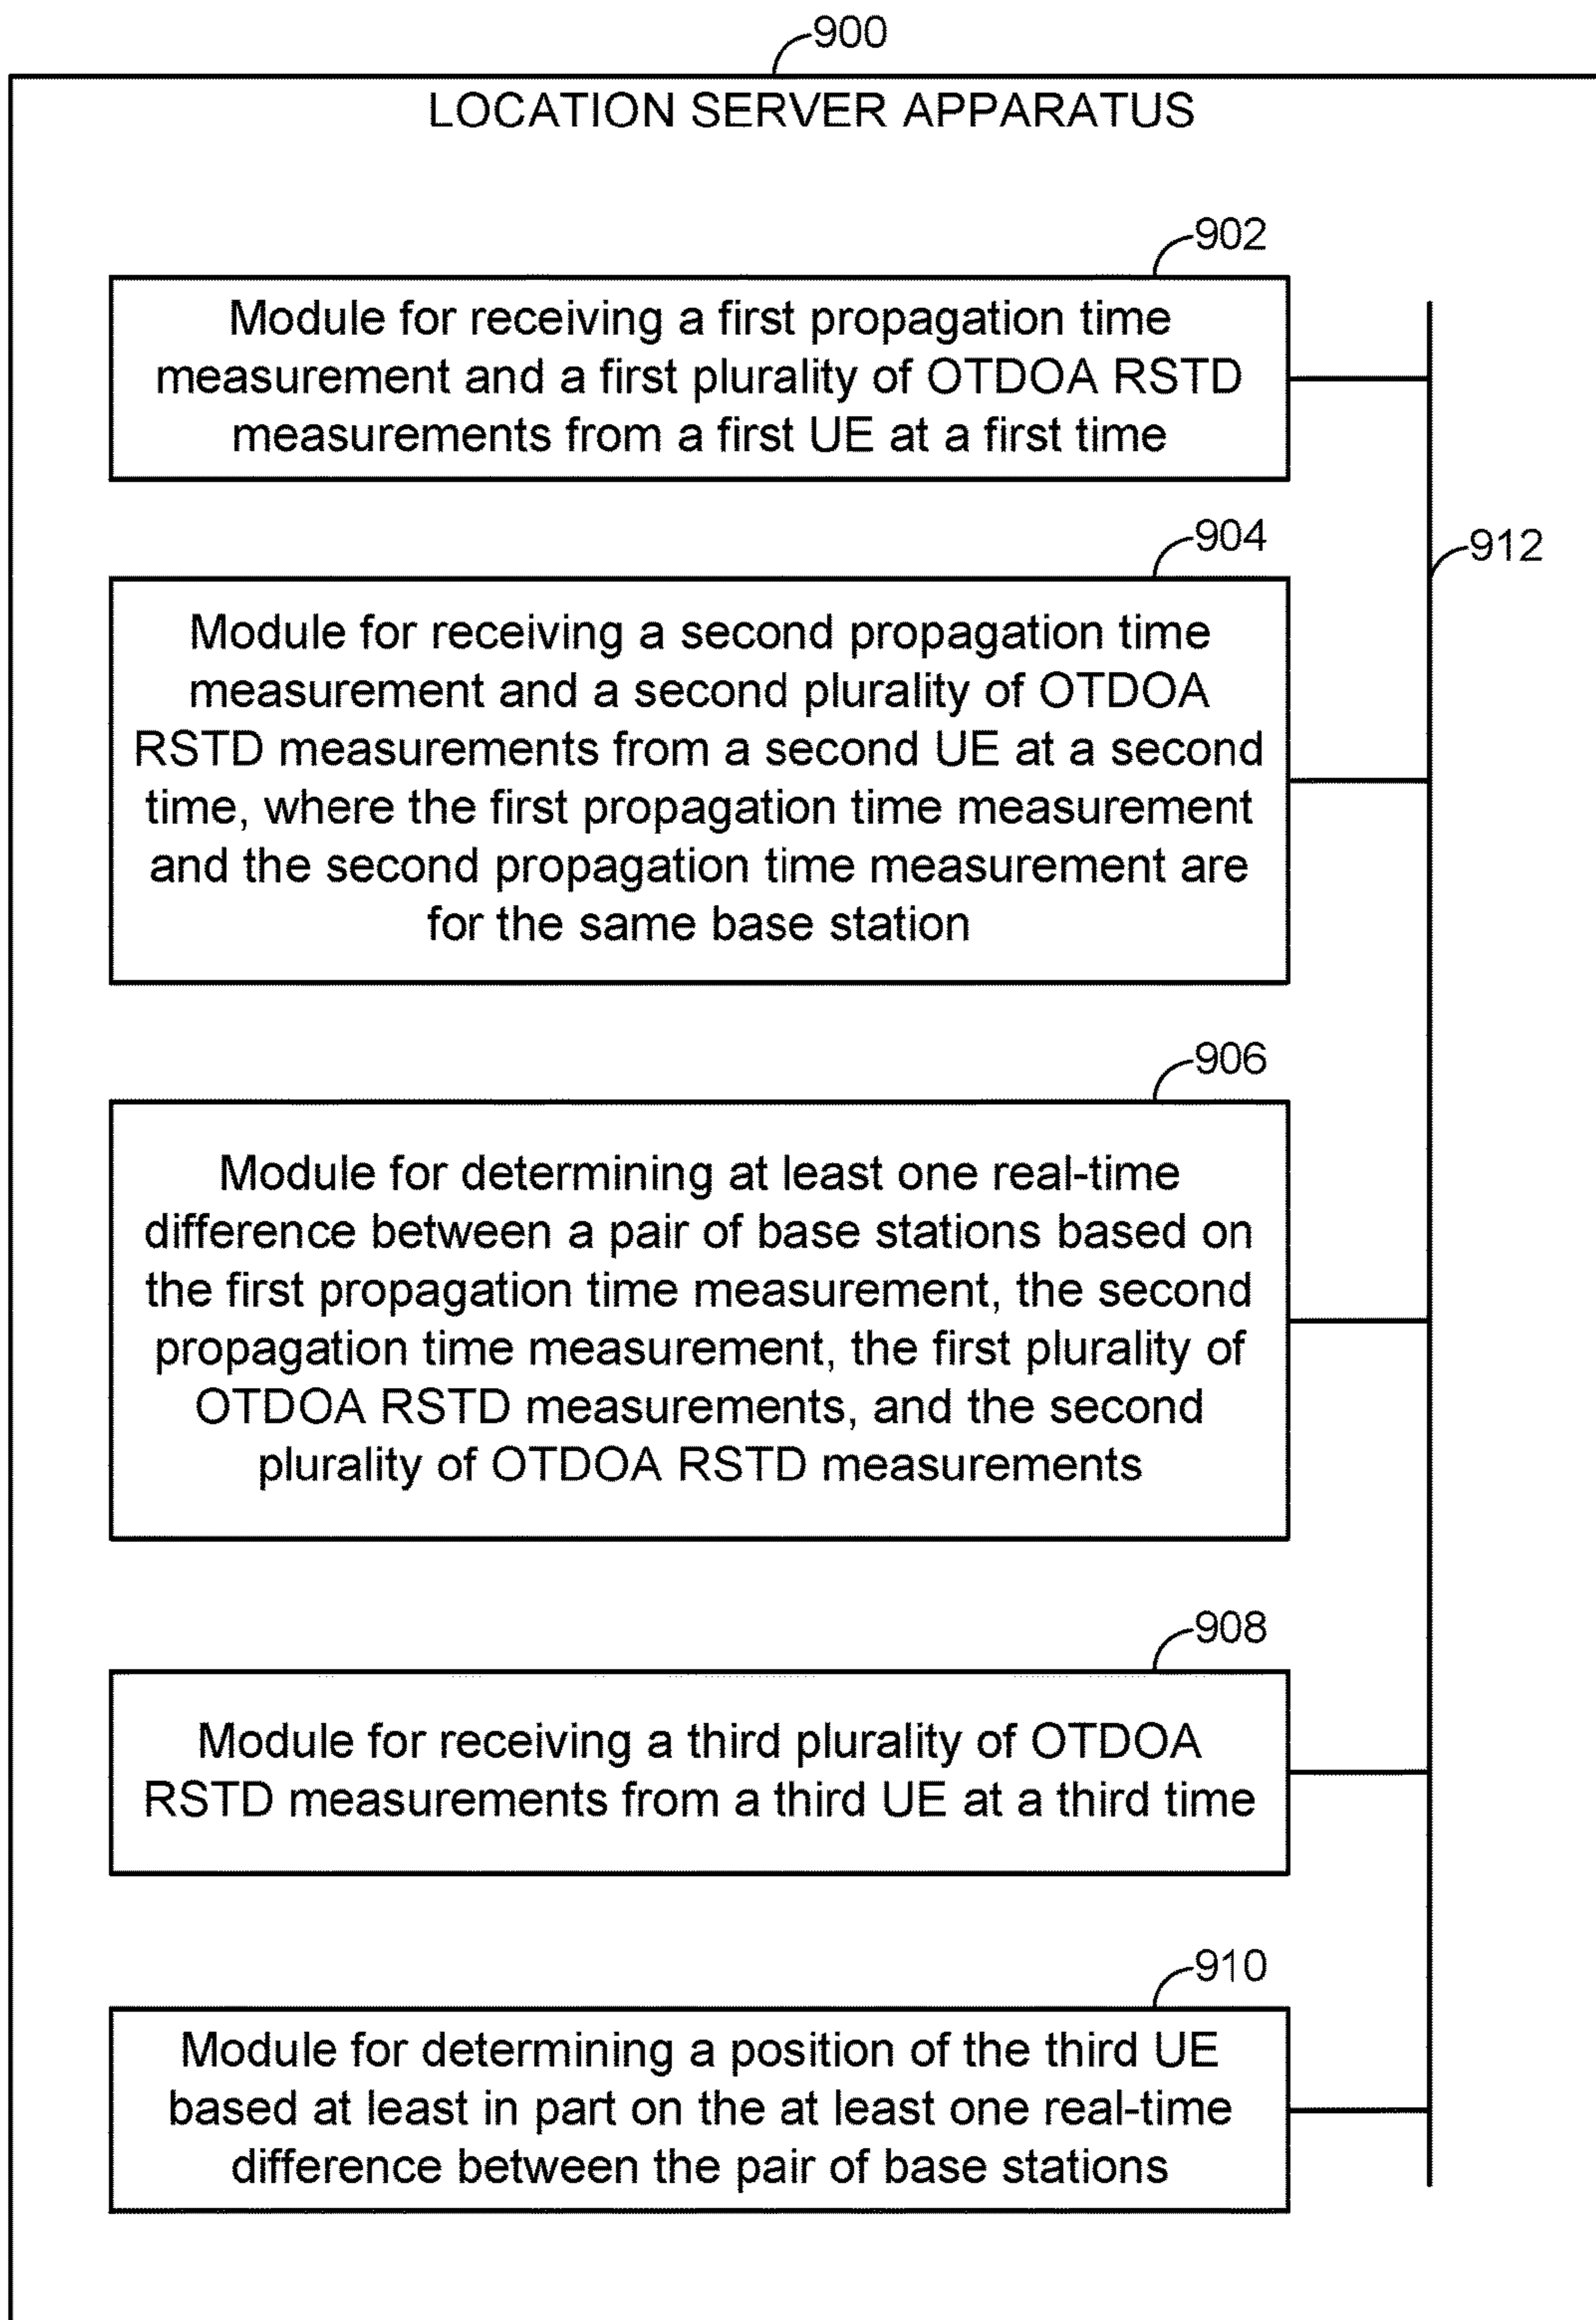 900
LOCATION SERVER APPARATUS
902
Module for receiving a first propagation time
measurement and a first plurality of OTDOA RSTD
measurements from a first UE at a first time
904
912
Module for receiving a second propagation time
measurement and a second plurality of OTDOA
RSTD measurements from a second UE at a second
time, where the first propagation time measurement
and the second propagation time measurement are
for the same base station
906
Module for determining at least one real-time
difference between a pair of base stations based on
the first propagation time measurement, the second
propagation time measurement, the first plurality of
OTDOA RSTD measurements, and the second
plurality of OTDOA RSTD measurements
908
Module for receiving a third plurality of OTDOA
RSTD measurements from a third UE at a third time
910
Module for determining a position of the third UE
based at least in part on the at least one real-time
difference between the pair of base stations